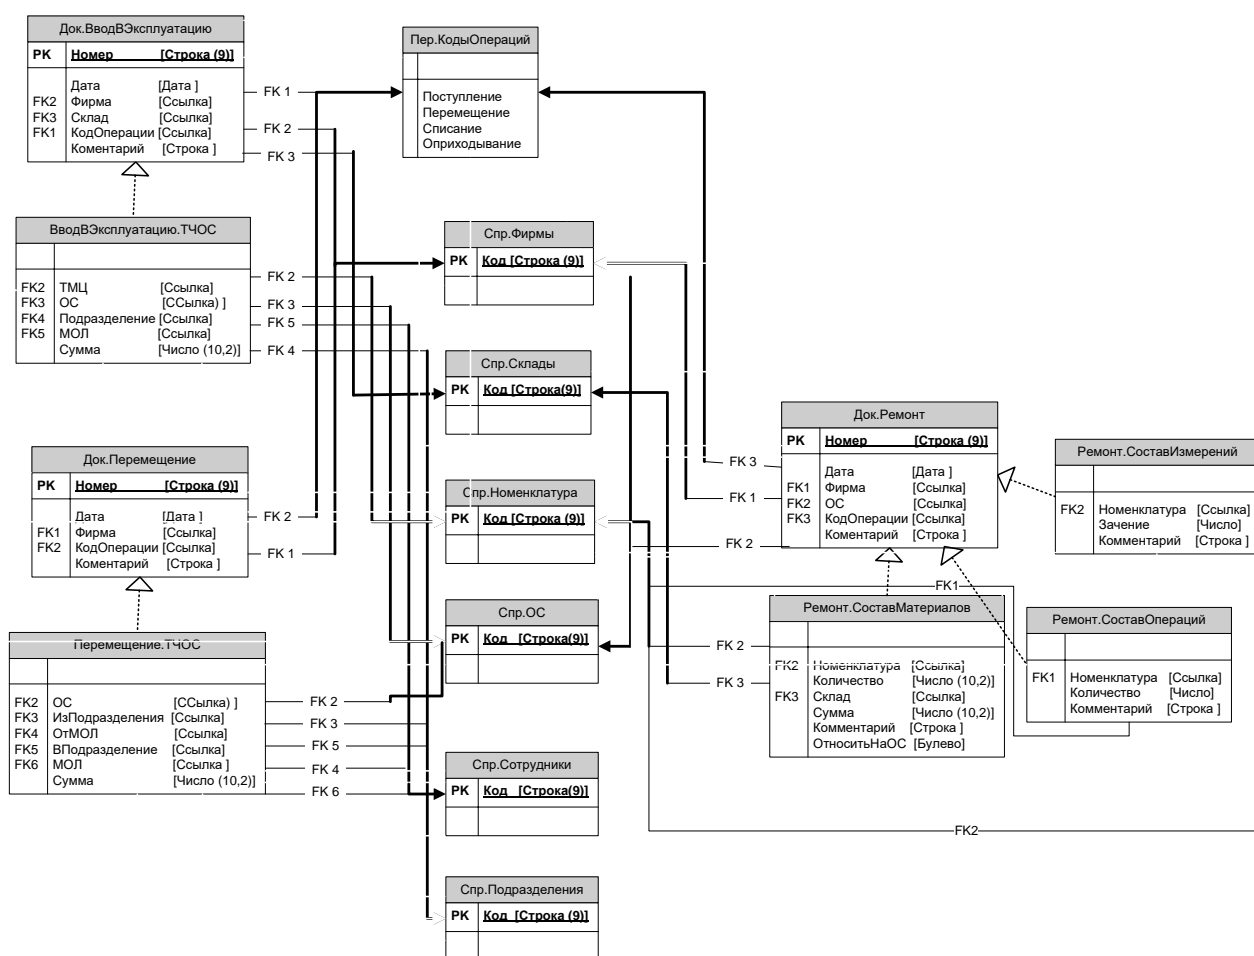 Док.ВводВЭксплуатацию
PK Номер [Строка (9)]
Дата [Дата ]
FK2 Фирма [Ссылка]
FK3 Склад [Ссылка]
FK1 КодОперации [Ссылка]
Коментарий [Строка ]
FK 1
FK 2
FK 3
Пер.КодыОпераций
Поступление
Перемещение
Списание
Оприходывание
ВводВЭксплуатацию.ТЧОС
FK2 ТМЦ [Ссылка]
FK3 ОС [ССылка) ]
FK4 Подразделение [Ссылка]
FK5 МОЛ [Ссылка]
Сумма [Число (10,2)]
FK 2
FK 3
FK 5
FK 4
Спр.Фирмы
PK Код [Строка (9)]
Спр.Склады
PK Код [Строка(9)]
Док.Перемещение
PK Номер [Строка (9)]
Дата [Дата ]
FK1 Фирма [Ссылка]
FK2 КодОперации [Ссылка]
Коментарий [Строка ]
FK 2
FK 1
Спр.Номенклатура
PK Код [Строка (9)]
Док.Ремонт
PK Номер [Строка (9)]
Дата [Дата ]
FK1 Фирма [Ссылка]
FK2 ОС [Ссылка]
FK3 КодОперации [Ссылка]
Коментарий [Строка ]
FK 3
FK 1
FK 2
Ремонт.СоставИзмерений
FK2 Номенклатура [Ссылка]
Зачение [Число]
Комментарий [Строка ]
Спр.ОС
PK Код [Строка(9)]
Перемещение.ТЧОС
FK2 ОС [ССылка) ]
FK3 ИзПодразделения [Ссылка]
FK4 ОтМОЛ [Ссылка]
FK5 ВПодразделение [Ссылка]
FK6 МОЛ [Ссылка ]
Сумма [Число (10,2)]
FK 2
FK 3
FK 5
FK 4
FK 6
FK1
Ремонт.СоставМатериалов
FK2 Номенклатура [Ссылка]
Количество [Число (10,2)]
FK3 Склад [Ссылка]
Сумма [Число (10,2)]
Комментарий [Строка ]
ОтноситьНаОС [Булево]
FK 2
FK 3
Ремонт.СоставОпераций
FK1 Номенклатура [Ссылка]
Количество [Число]
Комментарий [Строка ]
Спр.Сотрудники
PK Код [Строка(9)]
FK2
Спр.Подразделения
PK Код [Строка (9)]